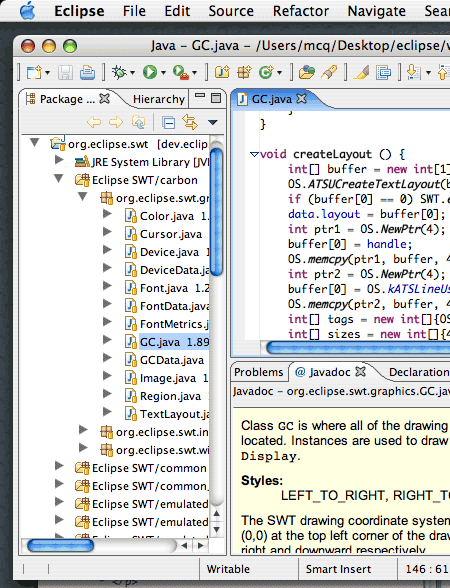 Eclipse File Edit Source Refactor Navigate Sear
Java – GC.java – /Users/mcq/Desktop/eclipse/v
Package ... Hierarchy
org.eclipse.swt [dev.eclip
JRE System Library [JV
Eclipse SWT/carbon
org.eclipse.swt.gr
Color.java 1.
Cursor.java
Device.java 1
DeviceData.ja
Font.java 1.2
FontData.java
FontMetrics.j
GC.java 1.89
GCData.java
Image.java 1
Region.java
TextLayout.ja
org.eclipse.swt.in
org.eclipse.swt.wi
Eclipse SWT/common
Eclipse SWT/common_
Eclipse SWT/emulated
Eclipse SWT/emulated
Eclipse SWT/emulated
GC.java
}
}
void createLayout () {
int[] buffer = new int[1]
OS.ATSUCreateTextLayout(b
if (buffer[0] == 0) SWT.e
data.layout = buffer[0];
int ptr1 = OS.NewPtr(4);
buffer[0] = handle;
OS.memcpy(ptr1, buffer, 4
int ptr2 = OS.NewPtr(4);
buffer[0] = OS.kATSLineUs
OS.memcpy(ptr2, buffer, 4
int[] tags = new int[]{OS
int[] sizes = new int[]{4
Problems @ Javadoc Declaration
Javadoc - org.eclipse.swt.graphics.GC.jav
Class GC is where all of the drawing
located. Instances are used to draw
Display.
Styles:
LEFT_TO_RIGHT, RIGHT_TO
The SWT drawing coordinate system
(0,0) at the top left corner of the draw
right and downward respectively
Writable Smart Insert 146 : 61